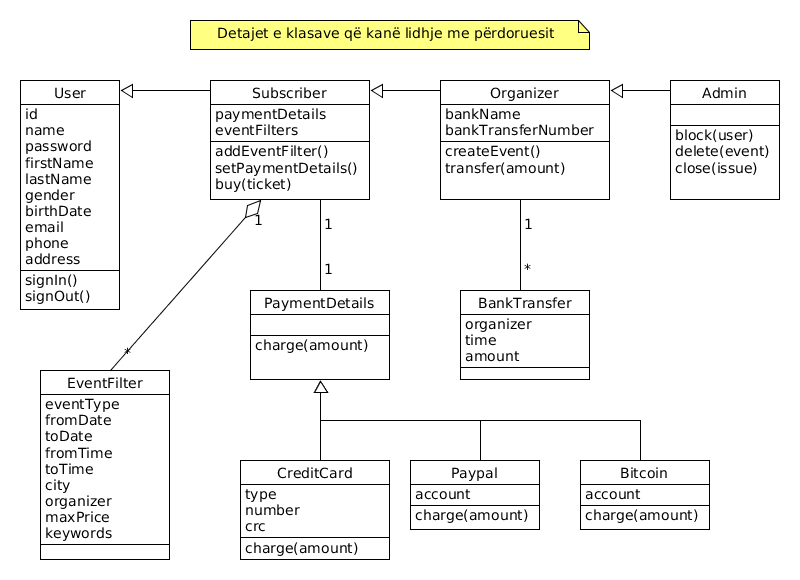 Detajet e klasave që kanë lidhje me përdoruesit
User
id
name
password
firstName
lastName
gender
birthDate
email
phone
address
signIn()
signOut()
Subscriber
paymentDetails
eventFilters
addEventFilter()
setPaymentDetails()
buy(ticket)
Organizer
bankName
bankTransferNumber
createEvent()
transfer(amount)
Admin
block(user)
delete(event)
close(issue)
1
*
1
1
1
*
EventFilter
eventType
fromDate
toDate
fromTime
toTime
city
organizer
maxPrice
keywords
PaymentDetails
charge(amount)
BankTransfer
organizer
time
amount
CreditCard
type
number
crc
charge(amount)
Paypal
account
charge(amount)
Bitcoin
account
charge(amount)